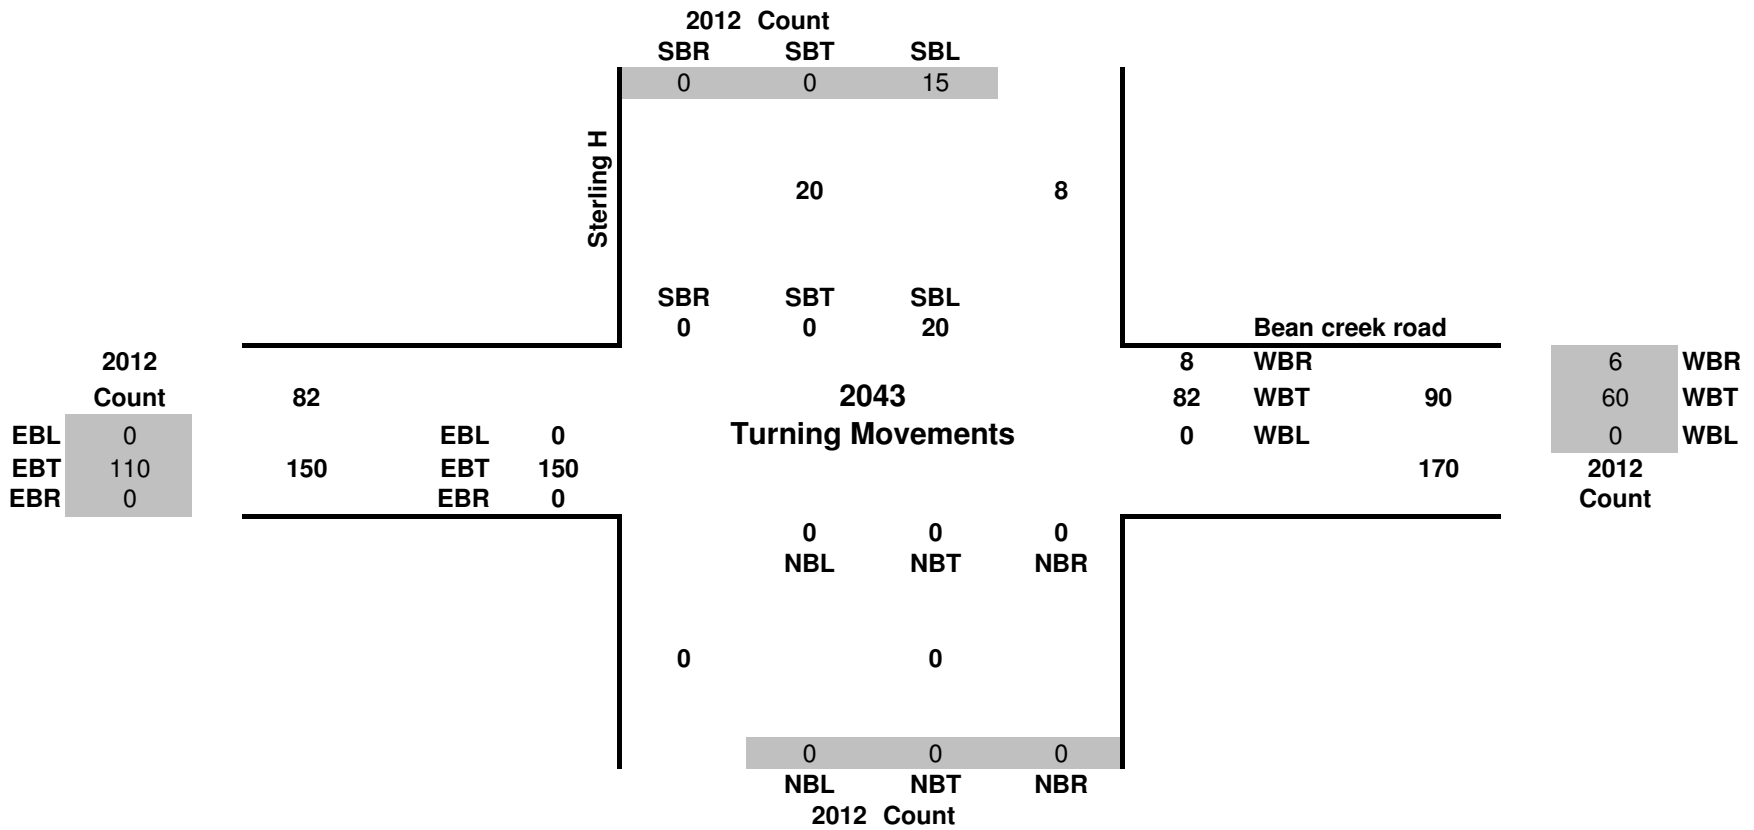 2012 Count
SBR SBT SBL
0 0 15
Sterling H
20 8
SBR SBT SBL
0 0 20
Bean creek road
2012 8 WBR 6 WBR
Count 82 2043 82 WBT 90 60 WBT
EBL 0 EBL 0 Turning Movements 0 WBL 0 WBL
EBT 110 150 EBT 150 170 2012
EBR 0 EBR 0 Count
0 0 0
NBL NBT NBR
0 0
0 0 0
NBL NBT NBR
2012 Count